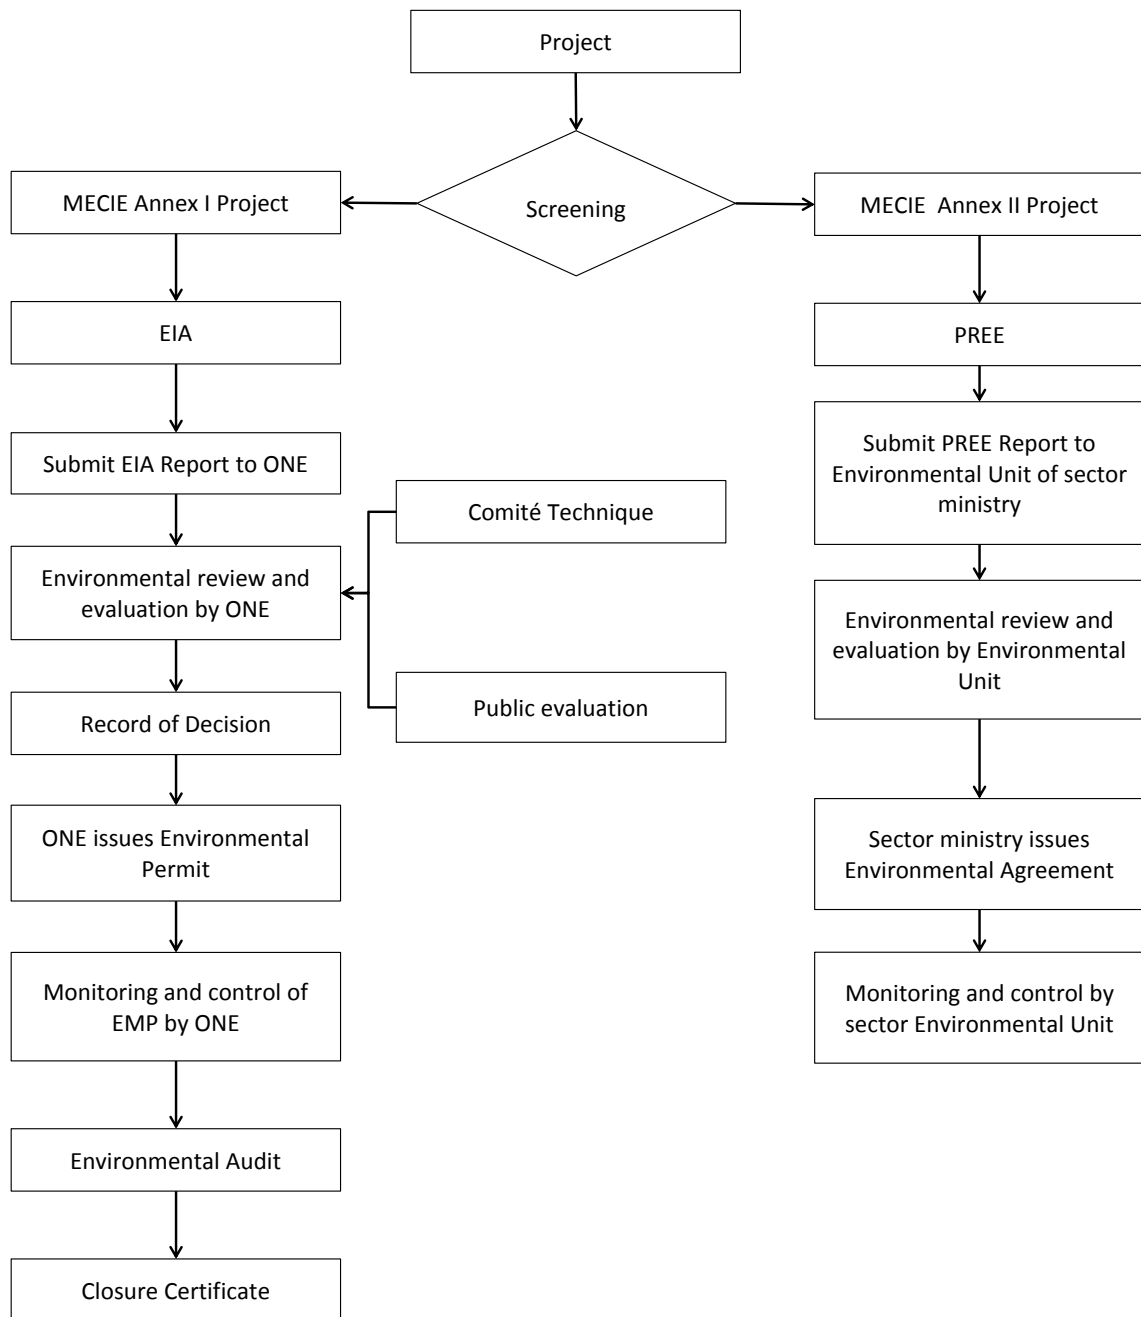 Project
Screening
MECIE Annex I Project
MECIE Annex II Project
EIA
PREE
Submit EIA Report to ONE
Submit PREE Report to
Environmental Unit of sector
ministry
Comité Technique
Environmental review and
evaluation by ONE
Environmental review and
evaluation by Environmental
Unit
Public evaluation
Record of Decision
ONE issues Environmental
Permit
Sector ministry issues
Environmental Agreement
Monitoring and control of
EMP by ONE
Monitoring and control by
sector Environmental Unit
Environmental Audit
Closure Certificate